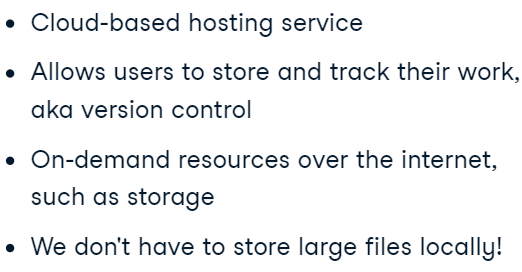 • Cloud-based hosting service
• Allows users to store and track their work,
aka version control
• On-demand resources over the internet,
such as storage
• We don't have to store large files locally!